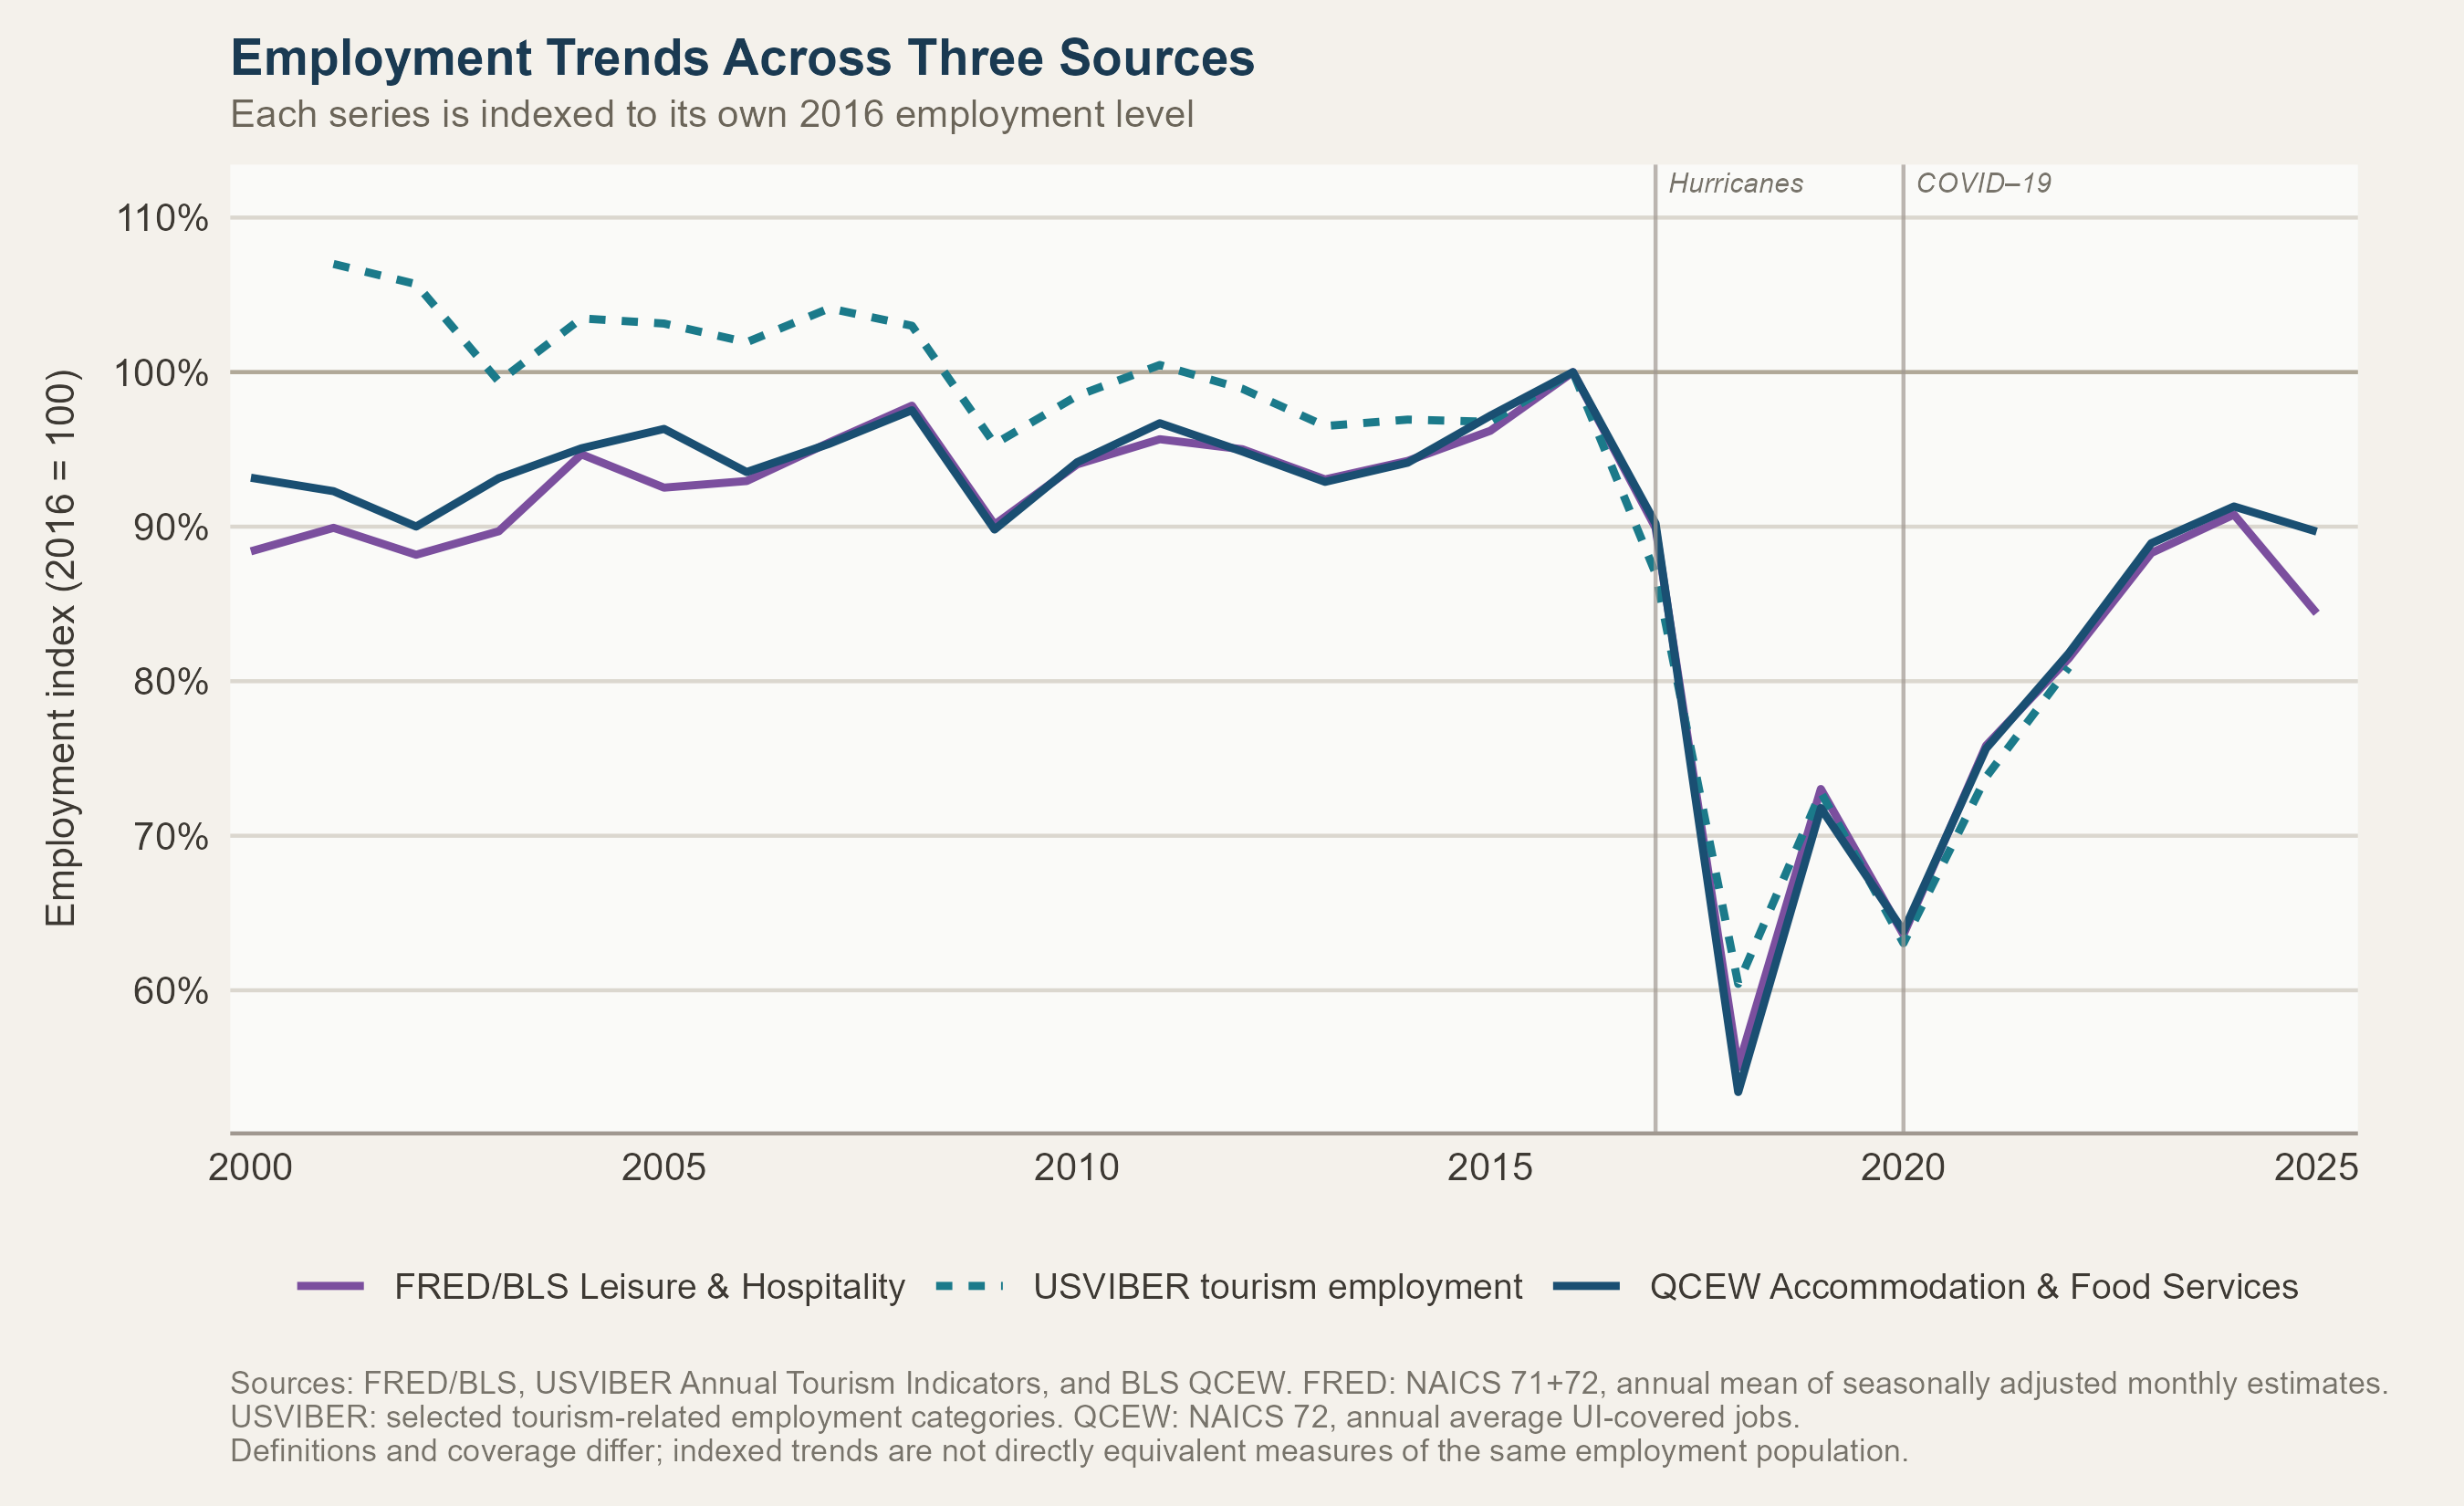 Employment Trends Across Three Sources
Each series is indexed to its own 2016 employment level
Hurricanes
COVID–19
110%
100%
90%
80%
70%
60%
Employment index (2016 = 100)
2000
2005
2010
2015
2020
2025
FRED/BLS Leisure & Hospitality
USVIBER tourism employment
QCEW Accommodation & Food Services
Sources: FRED/BLS, USVIBER Annual Tourism Indicators, and BLS QCEW. FRED: NAICS 71+72, annual mean of seasonally adjusted monthly estimates.
USVIBER: selected tourism-related employment categories. QCEW: NAICS 72, annual average UI-covered jobs.
Definitions and coverage differ; indexed trends are not directly equivalent measures of the same employment population.